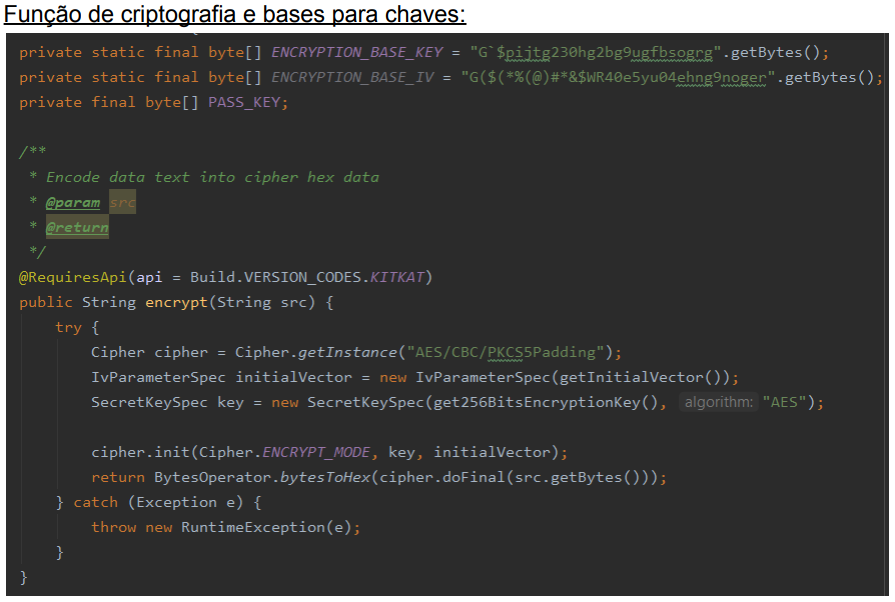 Função de criptografia e bases para chaves:
private static final byte[] ENCRYPTION_BASE_KEY = "G`$pijtg230hg2bg9ugfbsogrg".getBytes();
private static final byte[] ENCRYPTION_BASE_IV = "G($(*%(@)#*&$WR40e5yu04ehng9noger".getBytes();
private final byte[] PASS_KEY;
/**
* Encode data text into cipher hex data
* @param src
* @return
*/
@RequiresApi(api = Build.VERSION_CODES.KITKAT)
public String encrypt(String src) {
try {
Cipher cipher = Cipher.getInstance("AES/CBC/PKCS5Padding");
IvParameterSpec initialVector = new IvParameterSpec(getInitialVector());
SecretKeySpec key = new SecretKeySpec(get256BitsEncryptionKey(), algorithm: "AES");
cipher.init(Cipher.ENCRYPT_MODE, key, initialVector);
return BytesOperator.bytesToHex(cipher.doFinal(src.getBytes()));
} catch (Exception e) {
throw new RuntimeException(e);
}
}